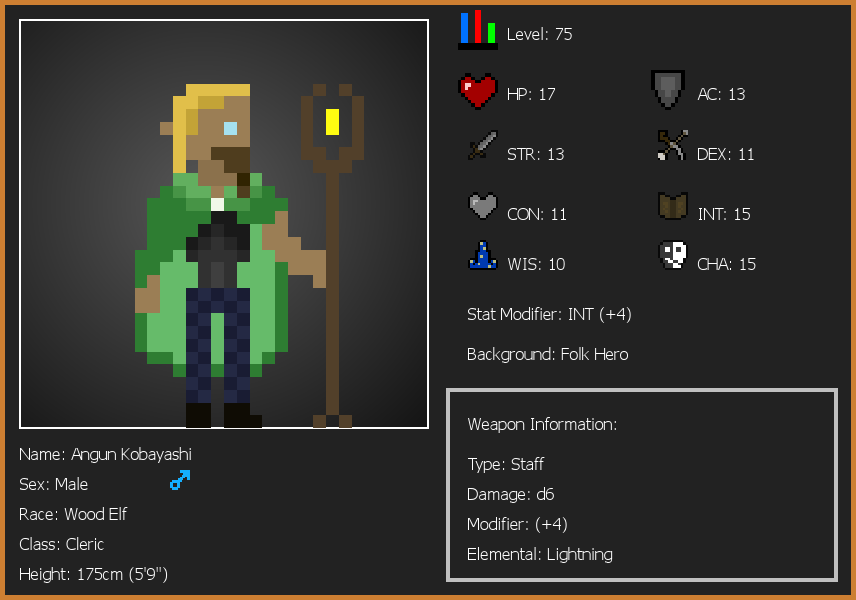 Level: 75
HP: 17
AC: 13
STR: 13
DEX: 11
CON: 11
INT: 15
WIS: 10
CHA: 15
Stat Modifier: INT (+4)
Background: Folk Hero
Weapon Information:
Type: Staff
Damage: d6
Modifier: (+4)
Elemental: Lightning
Name: Angun Kobayashi
Sex: Male
Race: Wood Elf
Class: Cleric
Height: 175cm (5'9")